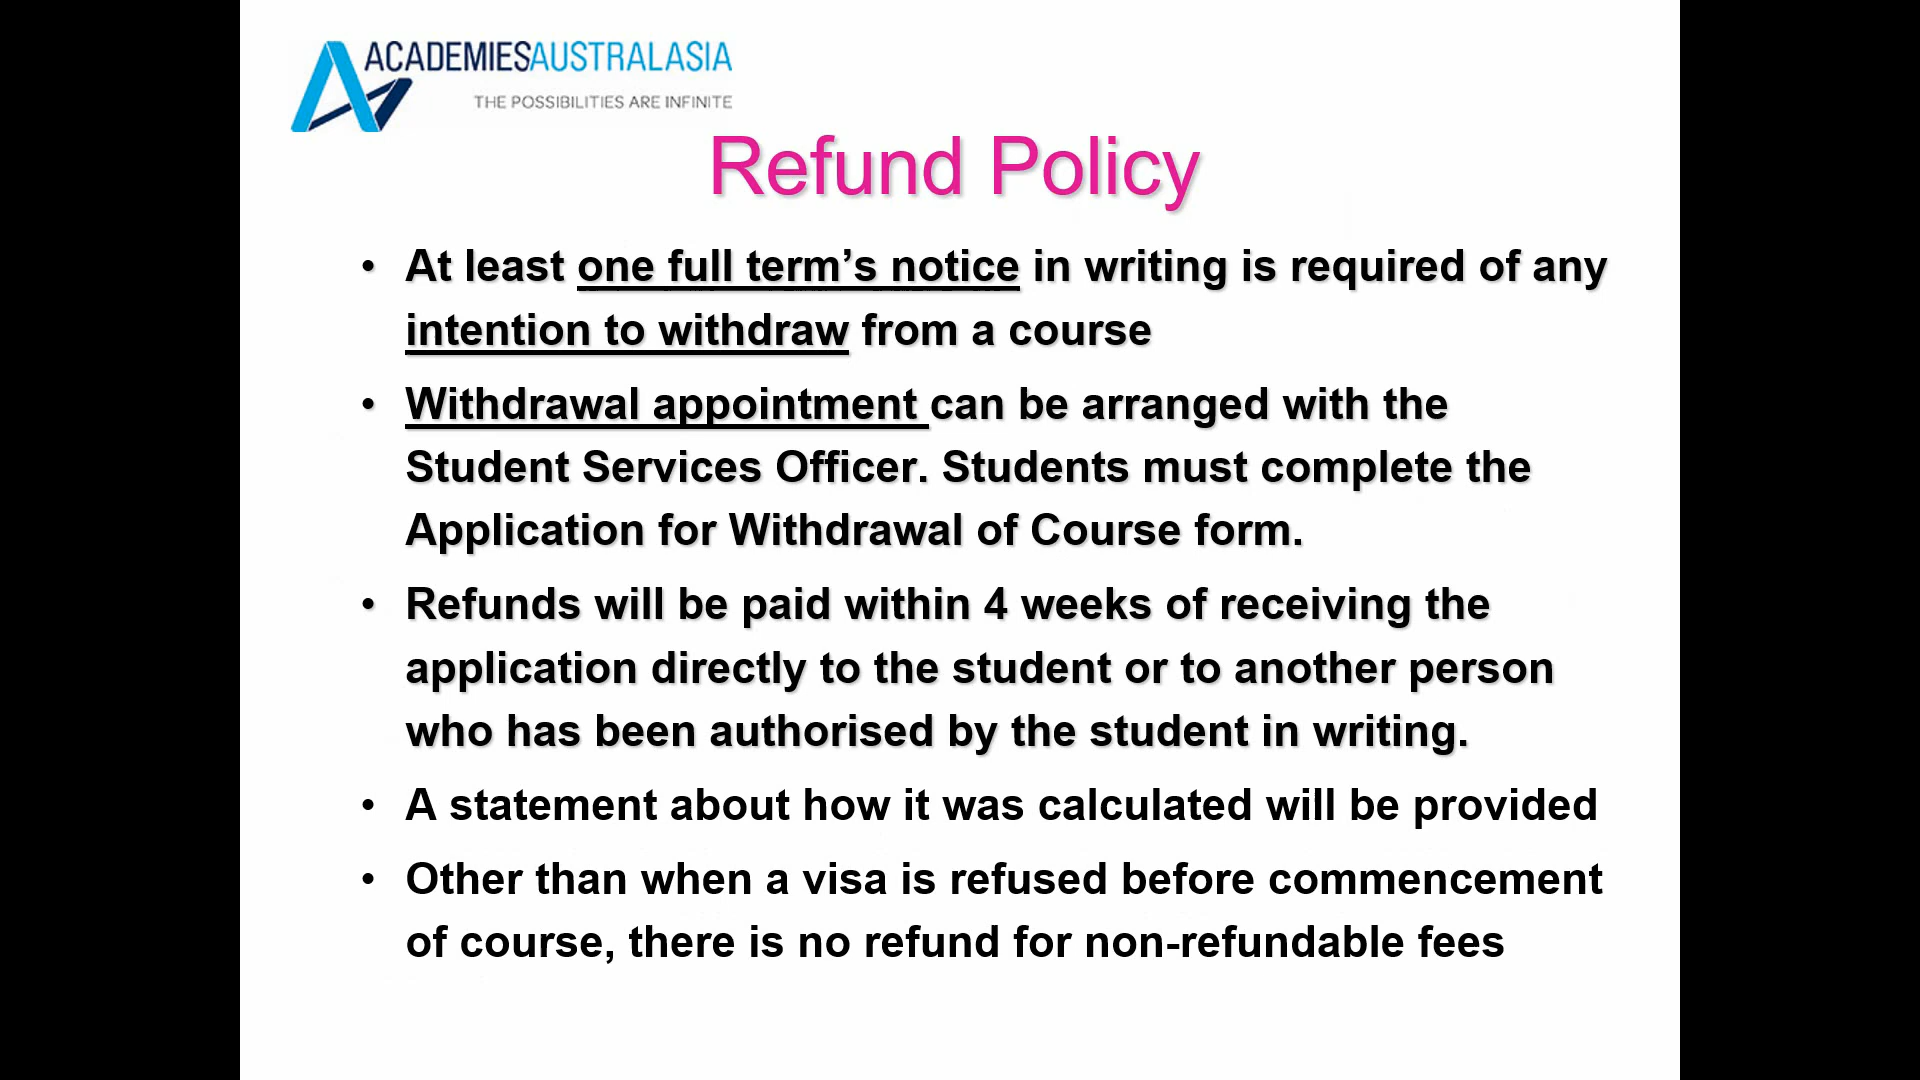 ACADEMIESAUSTRALASIA
THE POSSIBILITIES ARE INFINITE
Refund Policy
• At least one full term’s notice in writing is required of any
intention to withdraw from a course
• Withdrawal appointment can be arranged with the
Student Services Officer. Students must complete the
Application for Withdrawal of Course form.
• Refunds will be paid within 4 weeks of receiving the
application directly to the student or to another person
who has been authorised by the student in writing.
• A statement about how it was calculated will be provided
• Other than when a visa is refused before commencement
of course, there is no refund for non-refundable fees